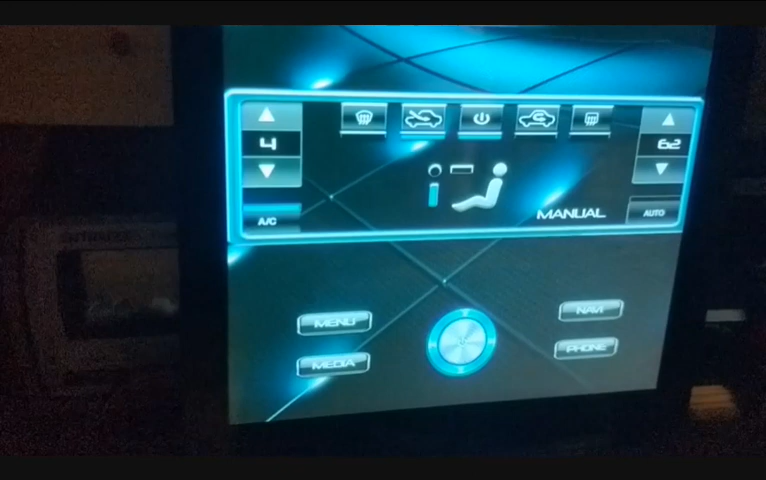 4
62
A/C
MANUAL
AUTO
MENU
NAVI
MEDIA
PHONE